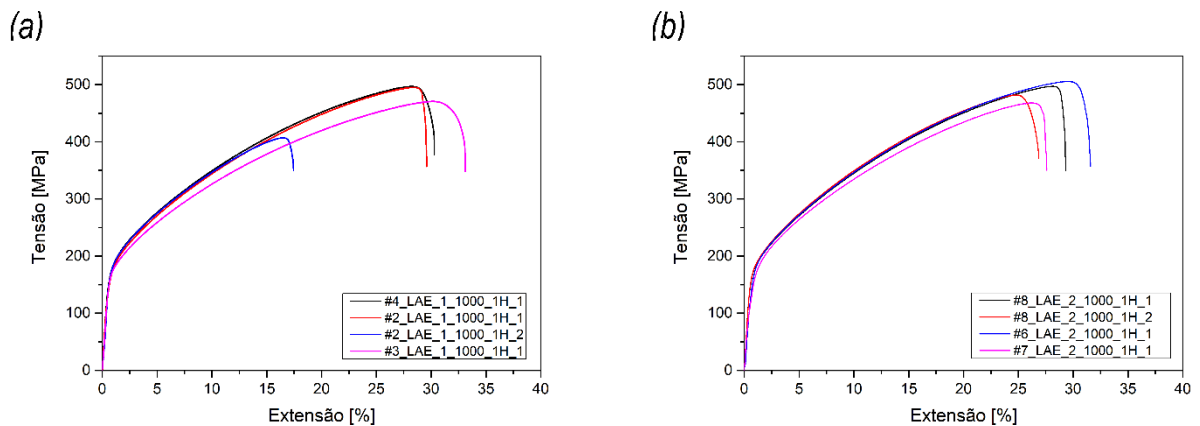 (a)
(b)
Tensão [MPa]
500
400
300
200
100
0
#4_LAE_1_1000_1H_1
#2_LAE_1_1000_1H_1
#2_LAE_1_1000_1H_2
#3_LAE_1_1000_1H_1
0 5 10 15 20 25 30 35 40
Extensão [%]
Tensão [MPa]
500
400
300
200
100
0
#8_LAE_2_1000_1H_1
#8_LAE_2_1000_1H_2
#6_LAE_2_1000_1H_1
#7_LAE_2_1000_1H_1
0 5 10 15 20 25 30 35 40
Extensão [%]